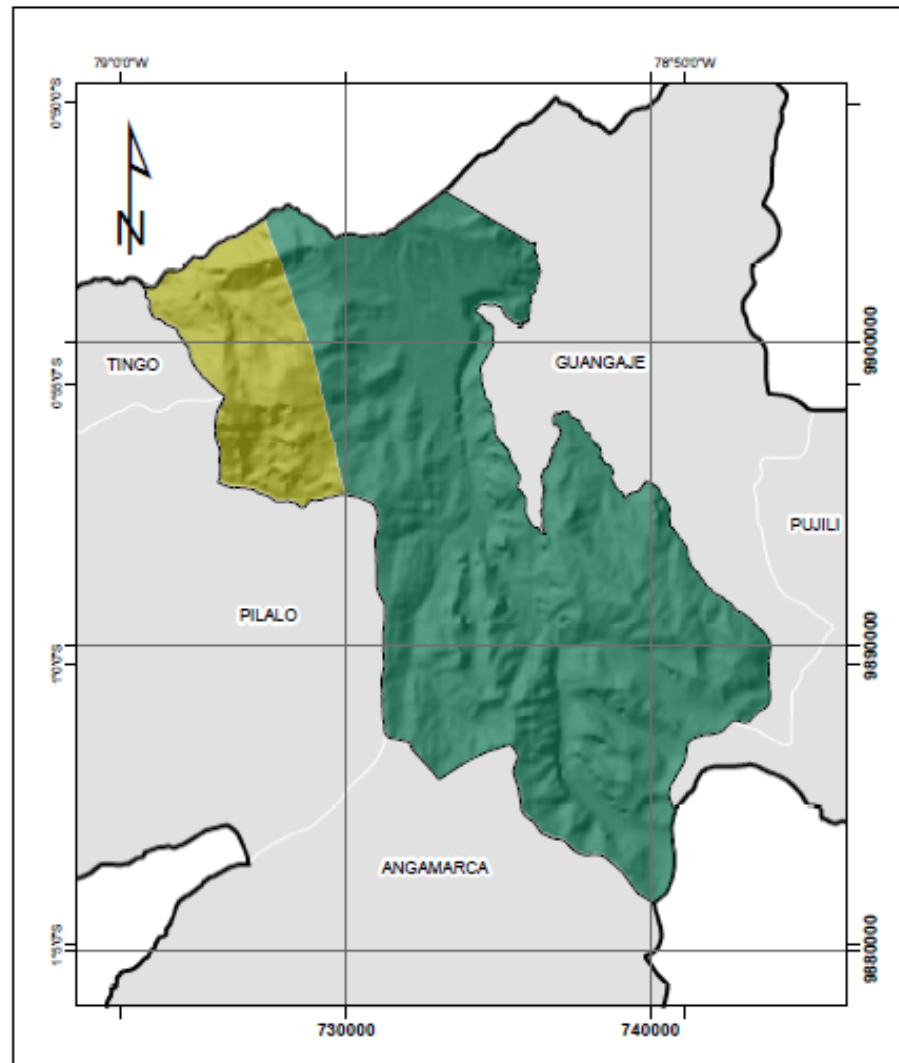 79°0'0"W
78°50'0"W
0°50'0"S
N
9900000
TINGO
GUANGAJE
0°55'0"S
PUJILI
PILALO
1°0'0"S
9890000
ANGAMARCA
1°5'0"S
9880000
730000
740000